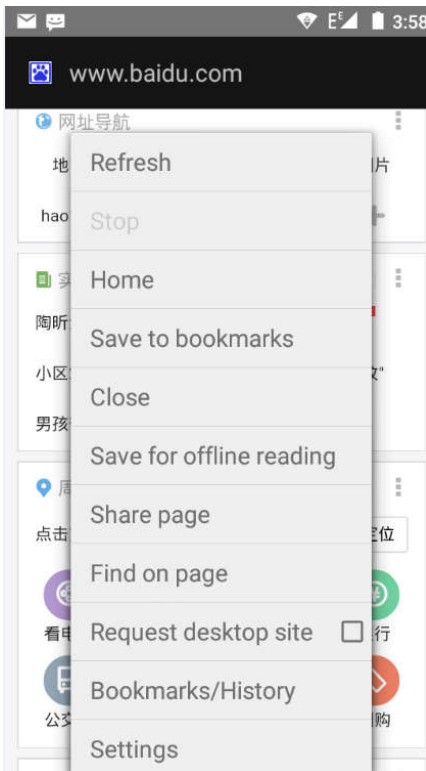 E 3:58
www.baidu.com
网址导航
地
片
Refresh
hao
Stop
Home
陶昕
Save to bookmarks
小区
Close
男孩
Save for offline reading
周
Share page
点击
定位
Find on page
看电
行
Request desktop site
Bookmarks/History
公交
购
Settings